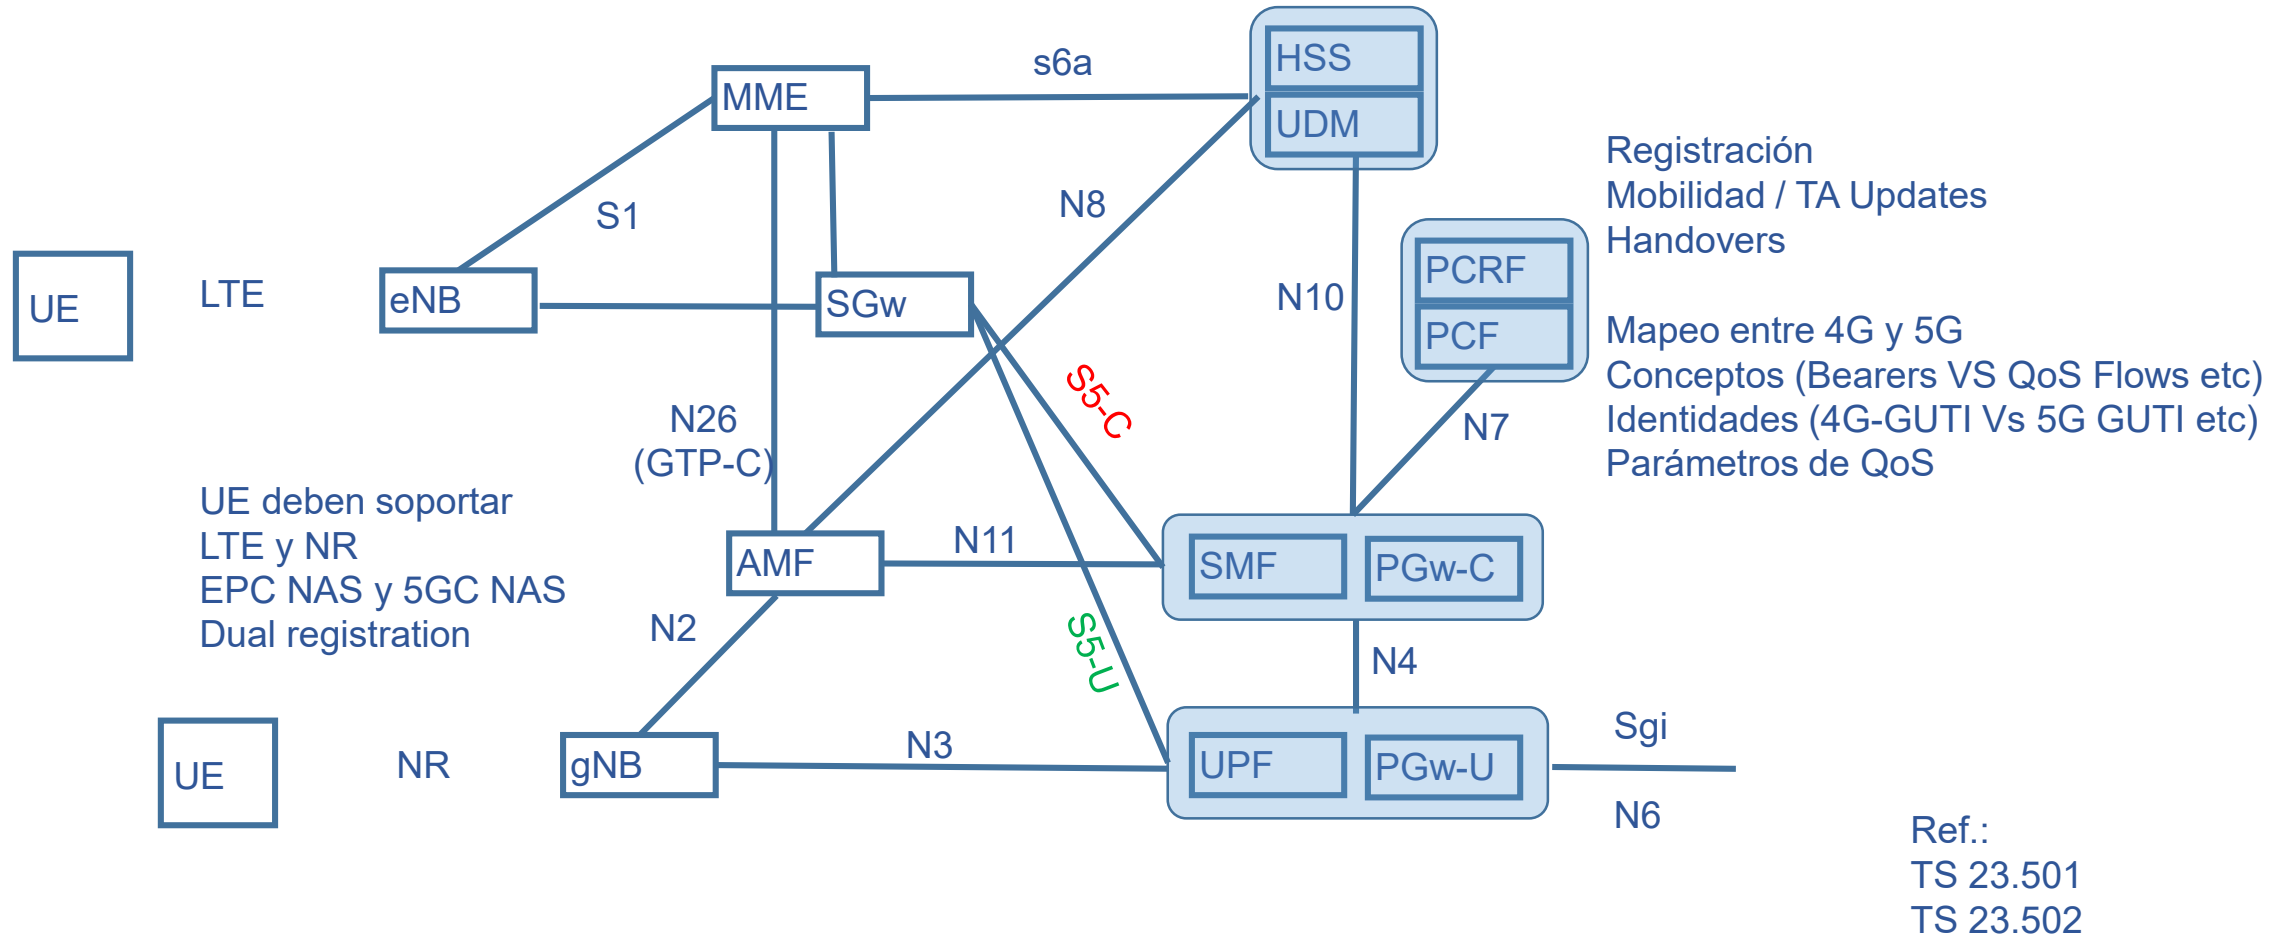 HSS
s6a
MME
UDM
Registración
Mobilidad / TA Updates
Handovers
N8
S1
PCRF
UE
LTE
eNB
SGw
N10
PCF
Mapeo entre 4G y 5G
Conceptos (Bearers VS QoS Flows etc)
Identidades (4G-GUTI Vs 5G GUTI etc)
Parámetros de QoS
S5-C
N26
(GTP-C)
N7
UE deben soportar
LTE y NR
EPC NAS y 5GC NAS
Dual registration
N11
AMF
SMF
PGw-C
N2
S5-U
N4
Sgi
N3
UE
NR
gNB
UPF
PGw-U
N6
Ref.:
TS 23.501
TS 23.502